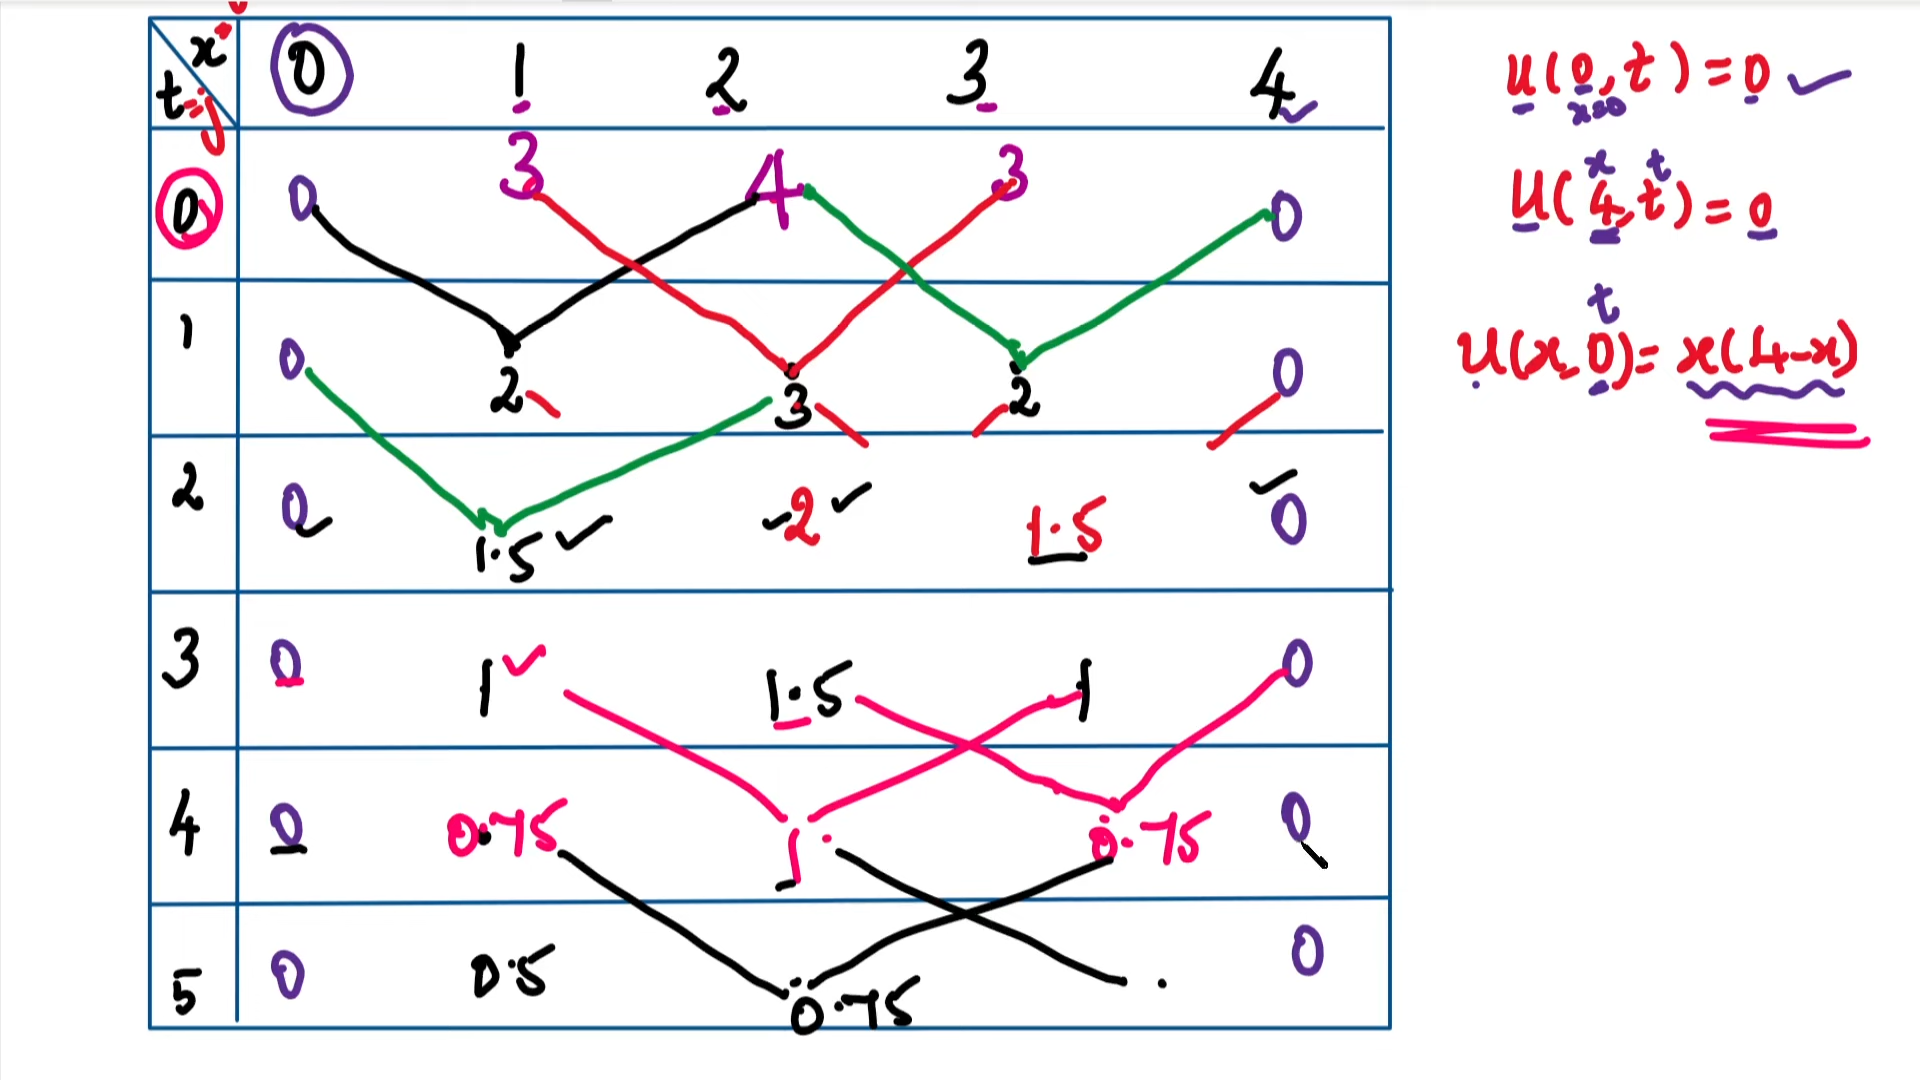 x=i 0 1 2 3 4
t=j
0 0 3 4 3 0
1 0 2 3 2 0
2 0 1.5 2 1.5 0
3 0 1 1.5 1 0
4 0 0.75 1 0.75 0
5 0 0.5 0.75 0
u(0,t)=0
x=0
x t
u(4,t)=0
t
u(x,0)=x(4-x)